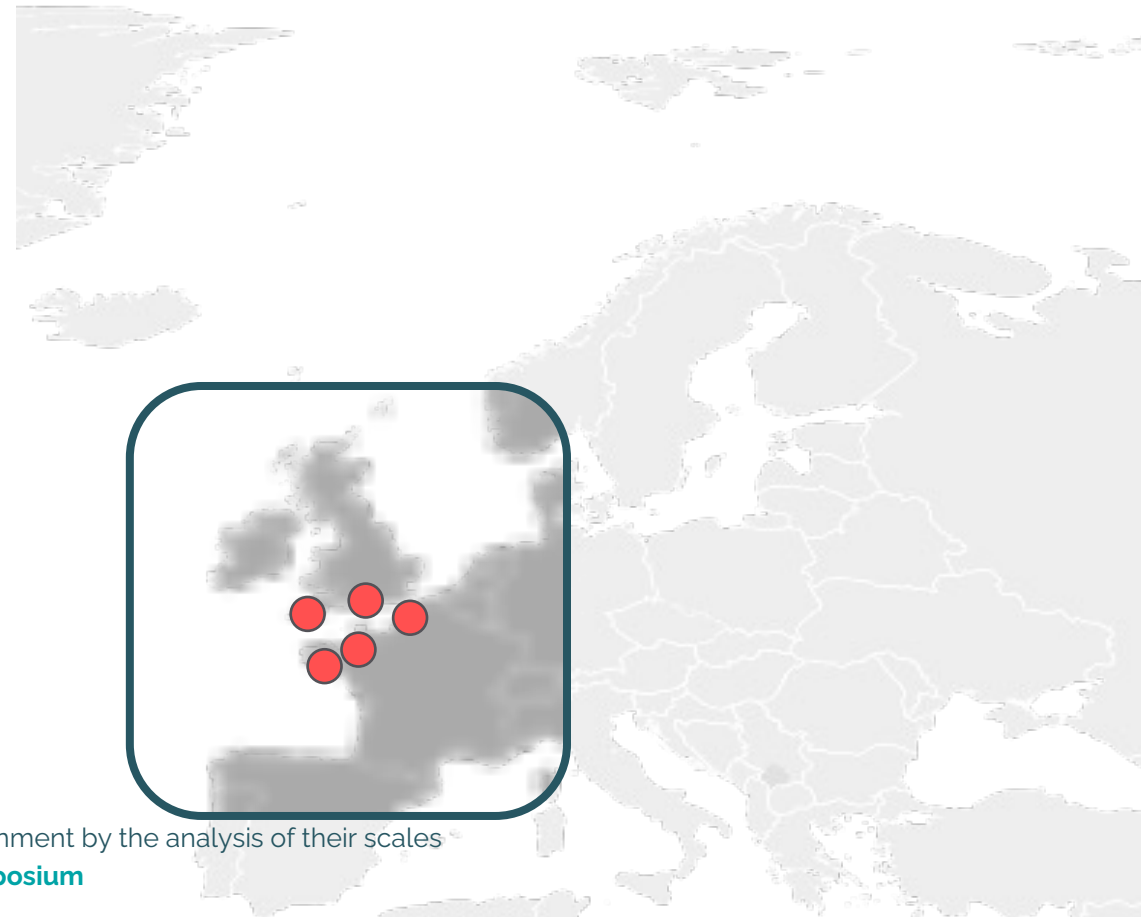 nment by the analysis of their scales
posium